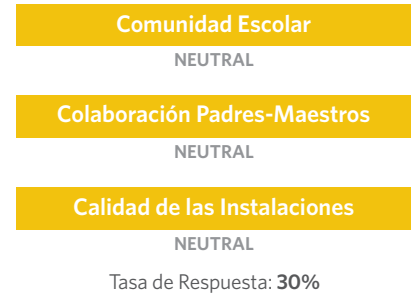 Comunidad Escolar
NEUTRAL
Colaboración Padres-Maestros
NEUTRAL
Calidad de las Instalaciones
NEUTRAL
Tasa de Respuesta: 30%